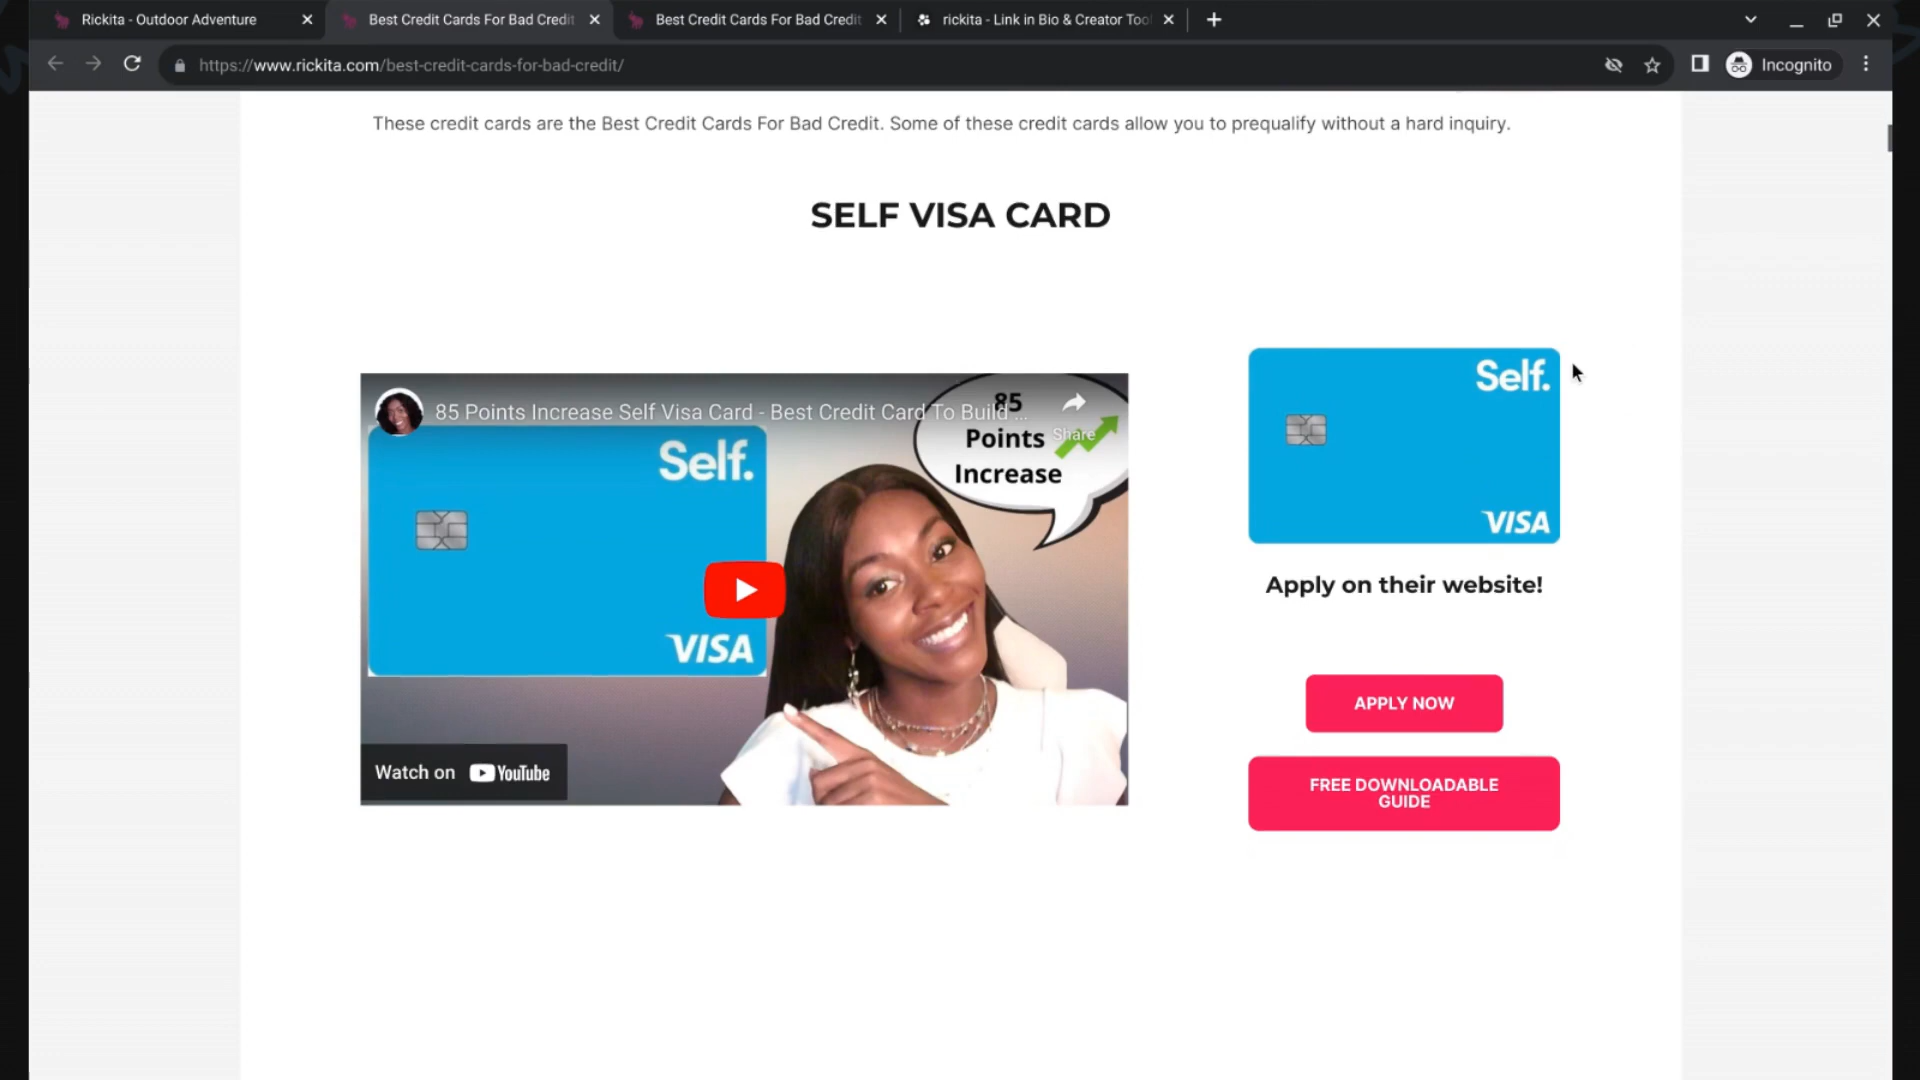 Rickita - Outdoor Adventure
Best Credit Cards For Bad Credit
Best Credit Cards For Bad Credit
rickita - Link in Bio & Creator Tool
https://www.rickita.com/best-credit-cards-for-bad-credit/
Incognito
These credit cards are the Best Credit Cards For Bad Credit. Some of these credit cards allow you to prequalify without a hard inquiry.
SELF VISA CARD
85 Points Increase Self Visa Card - Best Credit Card To Build ...
Share
85
Points
Increase
Self.
VISA
Watch on YouTube
Self.
VISA
Apply on their website!
APPLY NOW
FREE DOWNLOADABLE
GUIDE